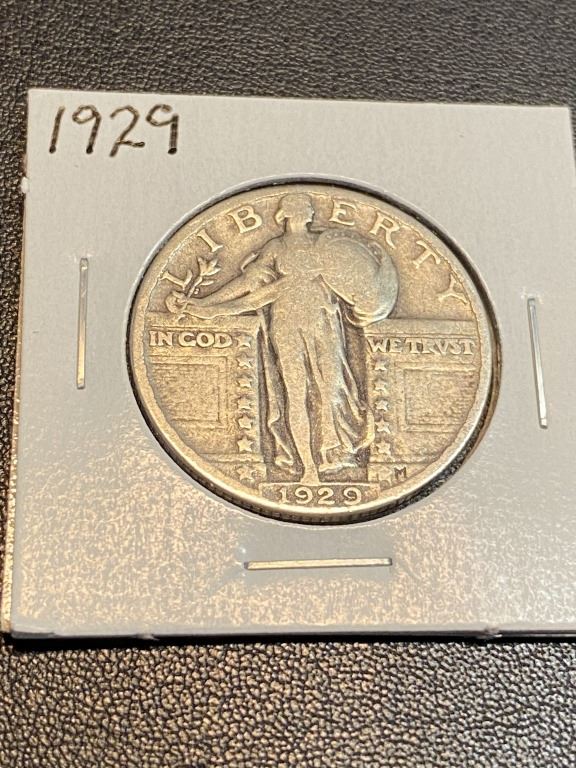 1929
LIBERTY
IN GOD WE TRVST
M
1929